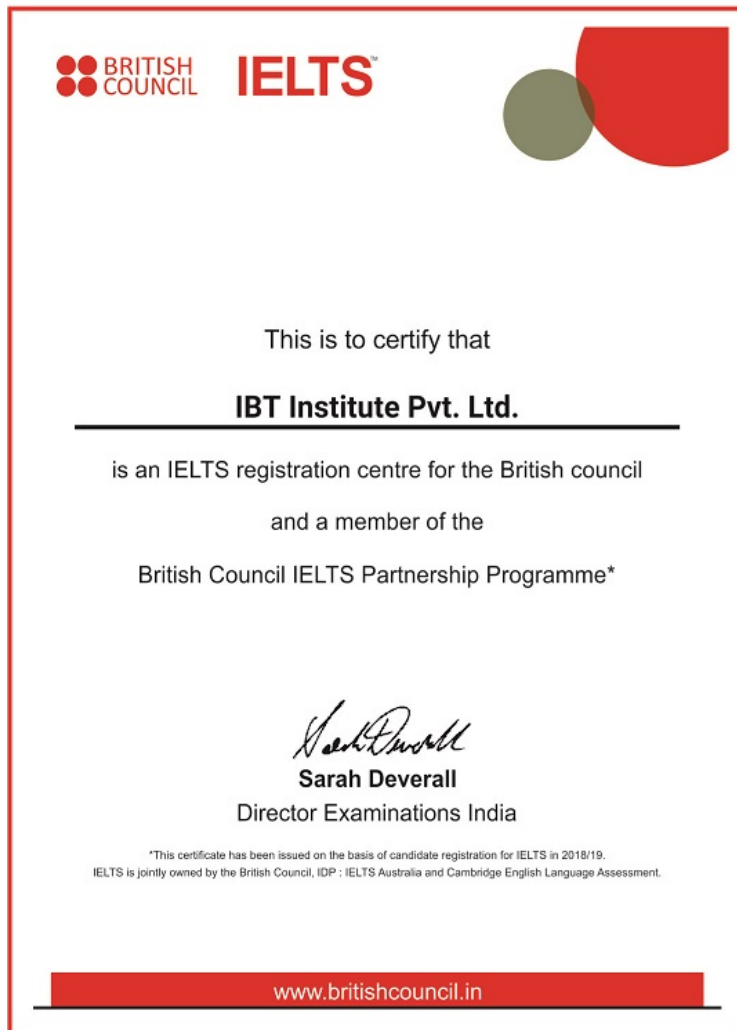 BRITISH
COUNCIL
IELTS™
This is to certify that
IBT Institute Pvt. Ltd.
is an IELTS registration centre for the British council
and a member of the
British Council IELTS Partnership Programme*
Sarah Deverall
Sarah Deverall
Director Examinations India
*This certificate has been issued on the basis of candidate registration for IELTS in 2018/19.
IELTS is jointly owned by the British Council, IDP : IELTS Australia and Cambridge English Language Assessment.
www.britishcouncil.in